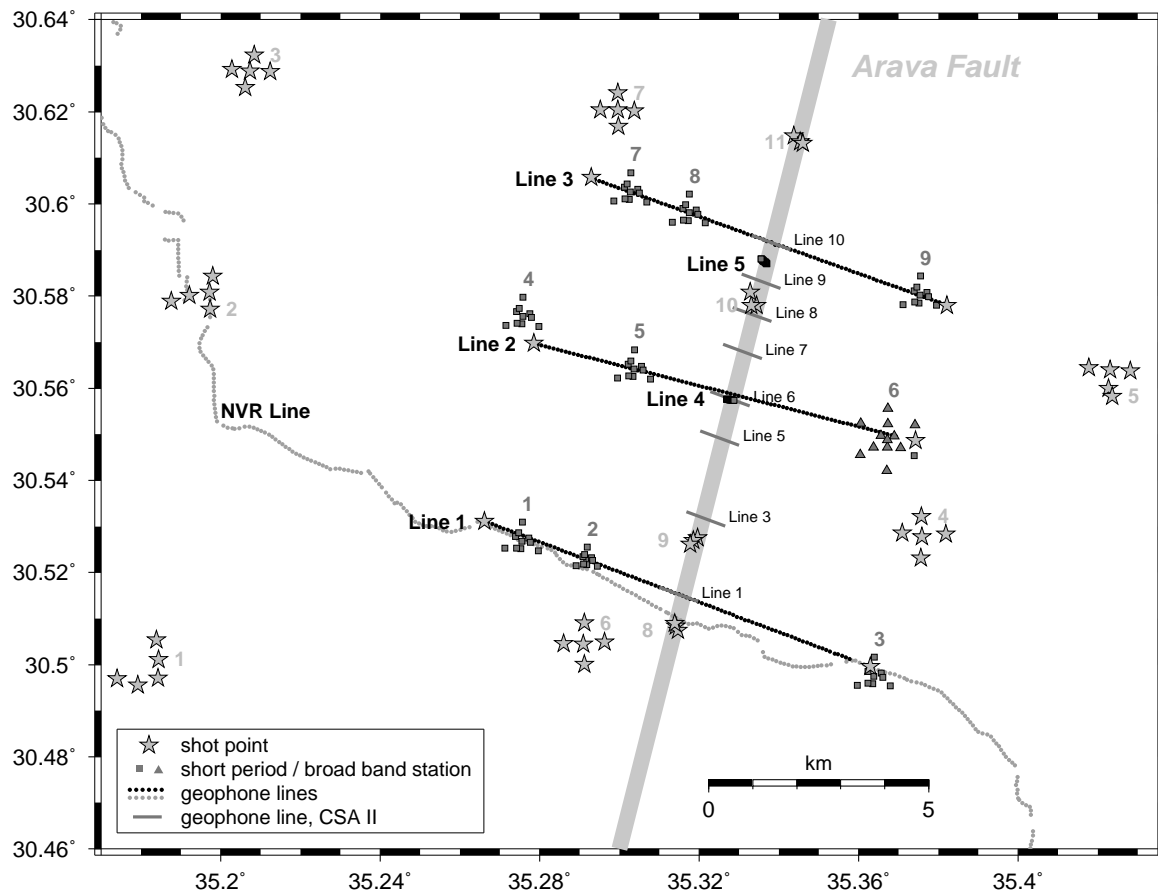 30.64°
30.62°
30.6°
30.58°
30.56°
30.54°
30.52°
30.5°
30.48°
30.46°
3
7
Arava Fault
11
7
8
Line 3
Line 10
Line 5
9
Line 9
4
10
Line 8
2
5
Line 2
Line 7
5
Line 4
Line 6
6
NVR Line
Line 5
1
Line 1
2
Line 3
4
9
Line 1
6
8
3
1
shot point
short period / broad band station
geophone lines
geophone line, CSA II
km
0
5
35.2°
35.24°
35.28°
35.32°
35.36°
35.4°